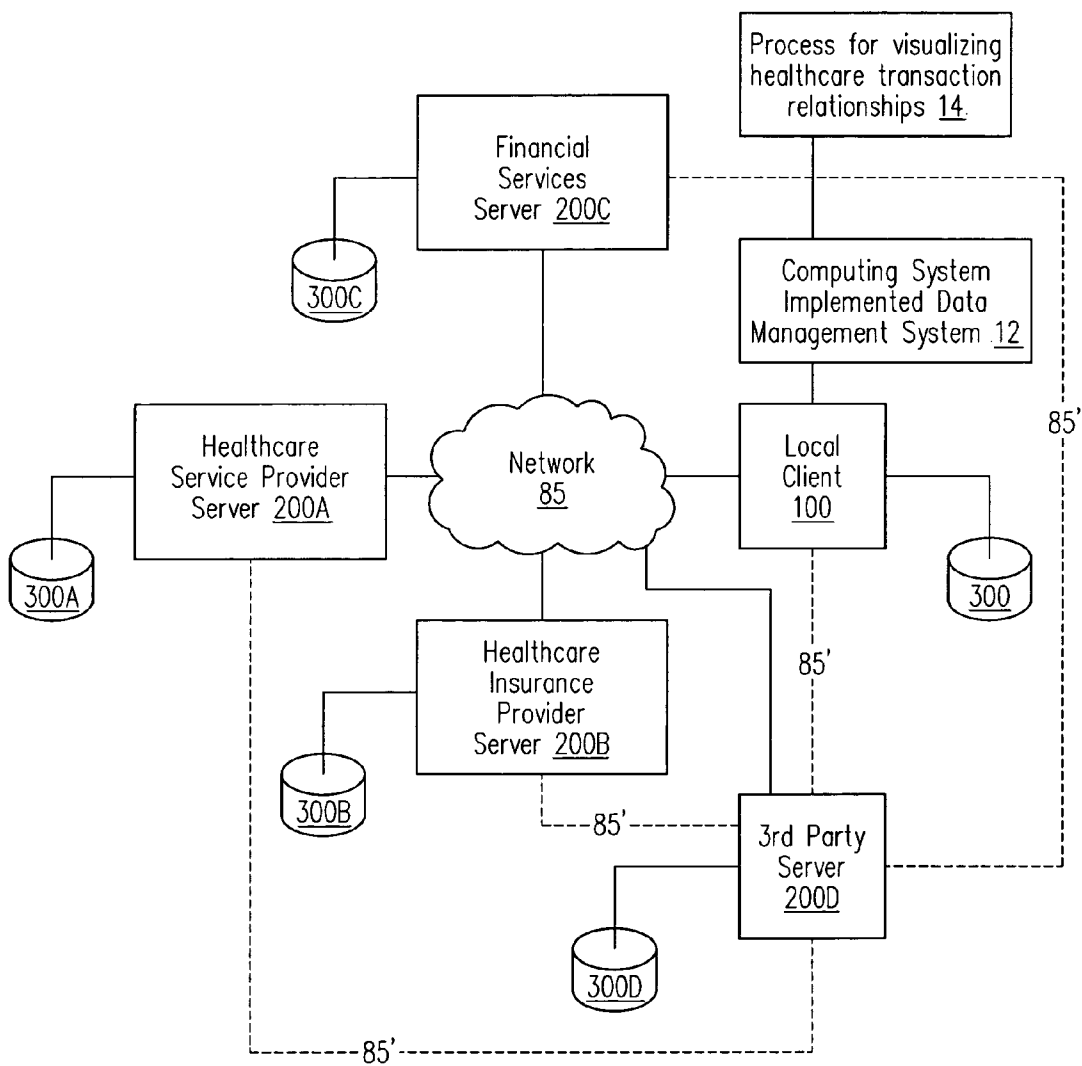 Process for visualizing
healthcare transaction
relationships 14
Financial
Services
Server 200C
300C
Computing System
Implemented Data
Management System 12
85'
Healthcare
Service Provider
Server 200A
Network
85
Local
Client
100
300A
300
Healthcare
Insurance
Provider
Server 200B
85'
300B
85'
3rd Party
Server
200D
300D
85'